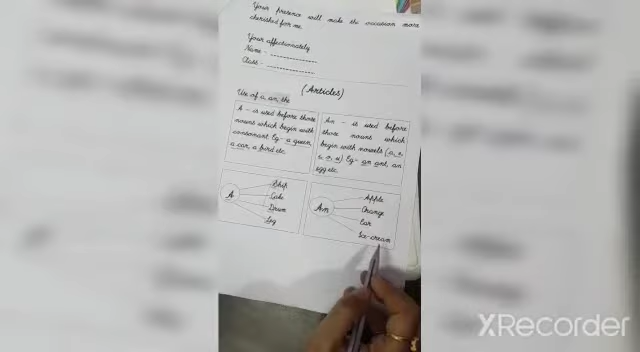 Your presence will make the occasion more
cherished for me.
Your affectionately
Name - ------------
Class - ------------
(Articles)
Use of a, an, the
A - is used before those
nouns which begin with
consonant Eg - a queen,
a car, a bird etc
An - is used before
those nouns which
begin with vowels (a, e,
i, o, u) Eg - an ant, an
egg etc
A
Ship
Cake
Drum
Leg
An
Apple
Orange
Ear
Ice-cream
XRecorder